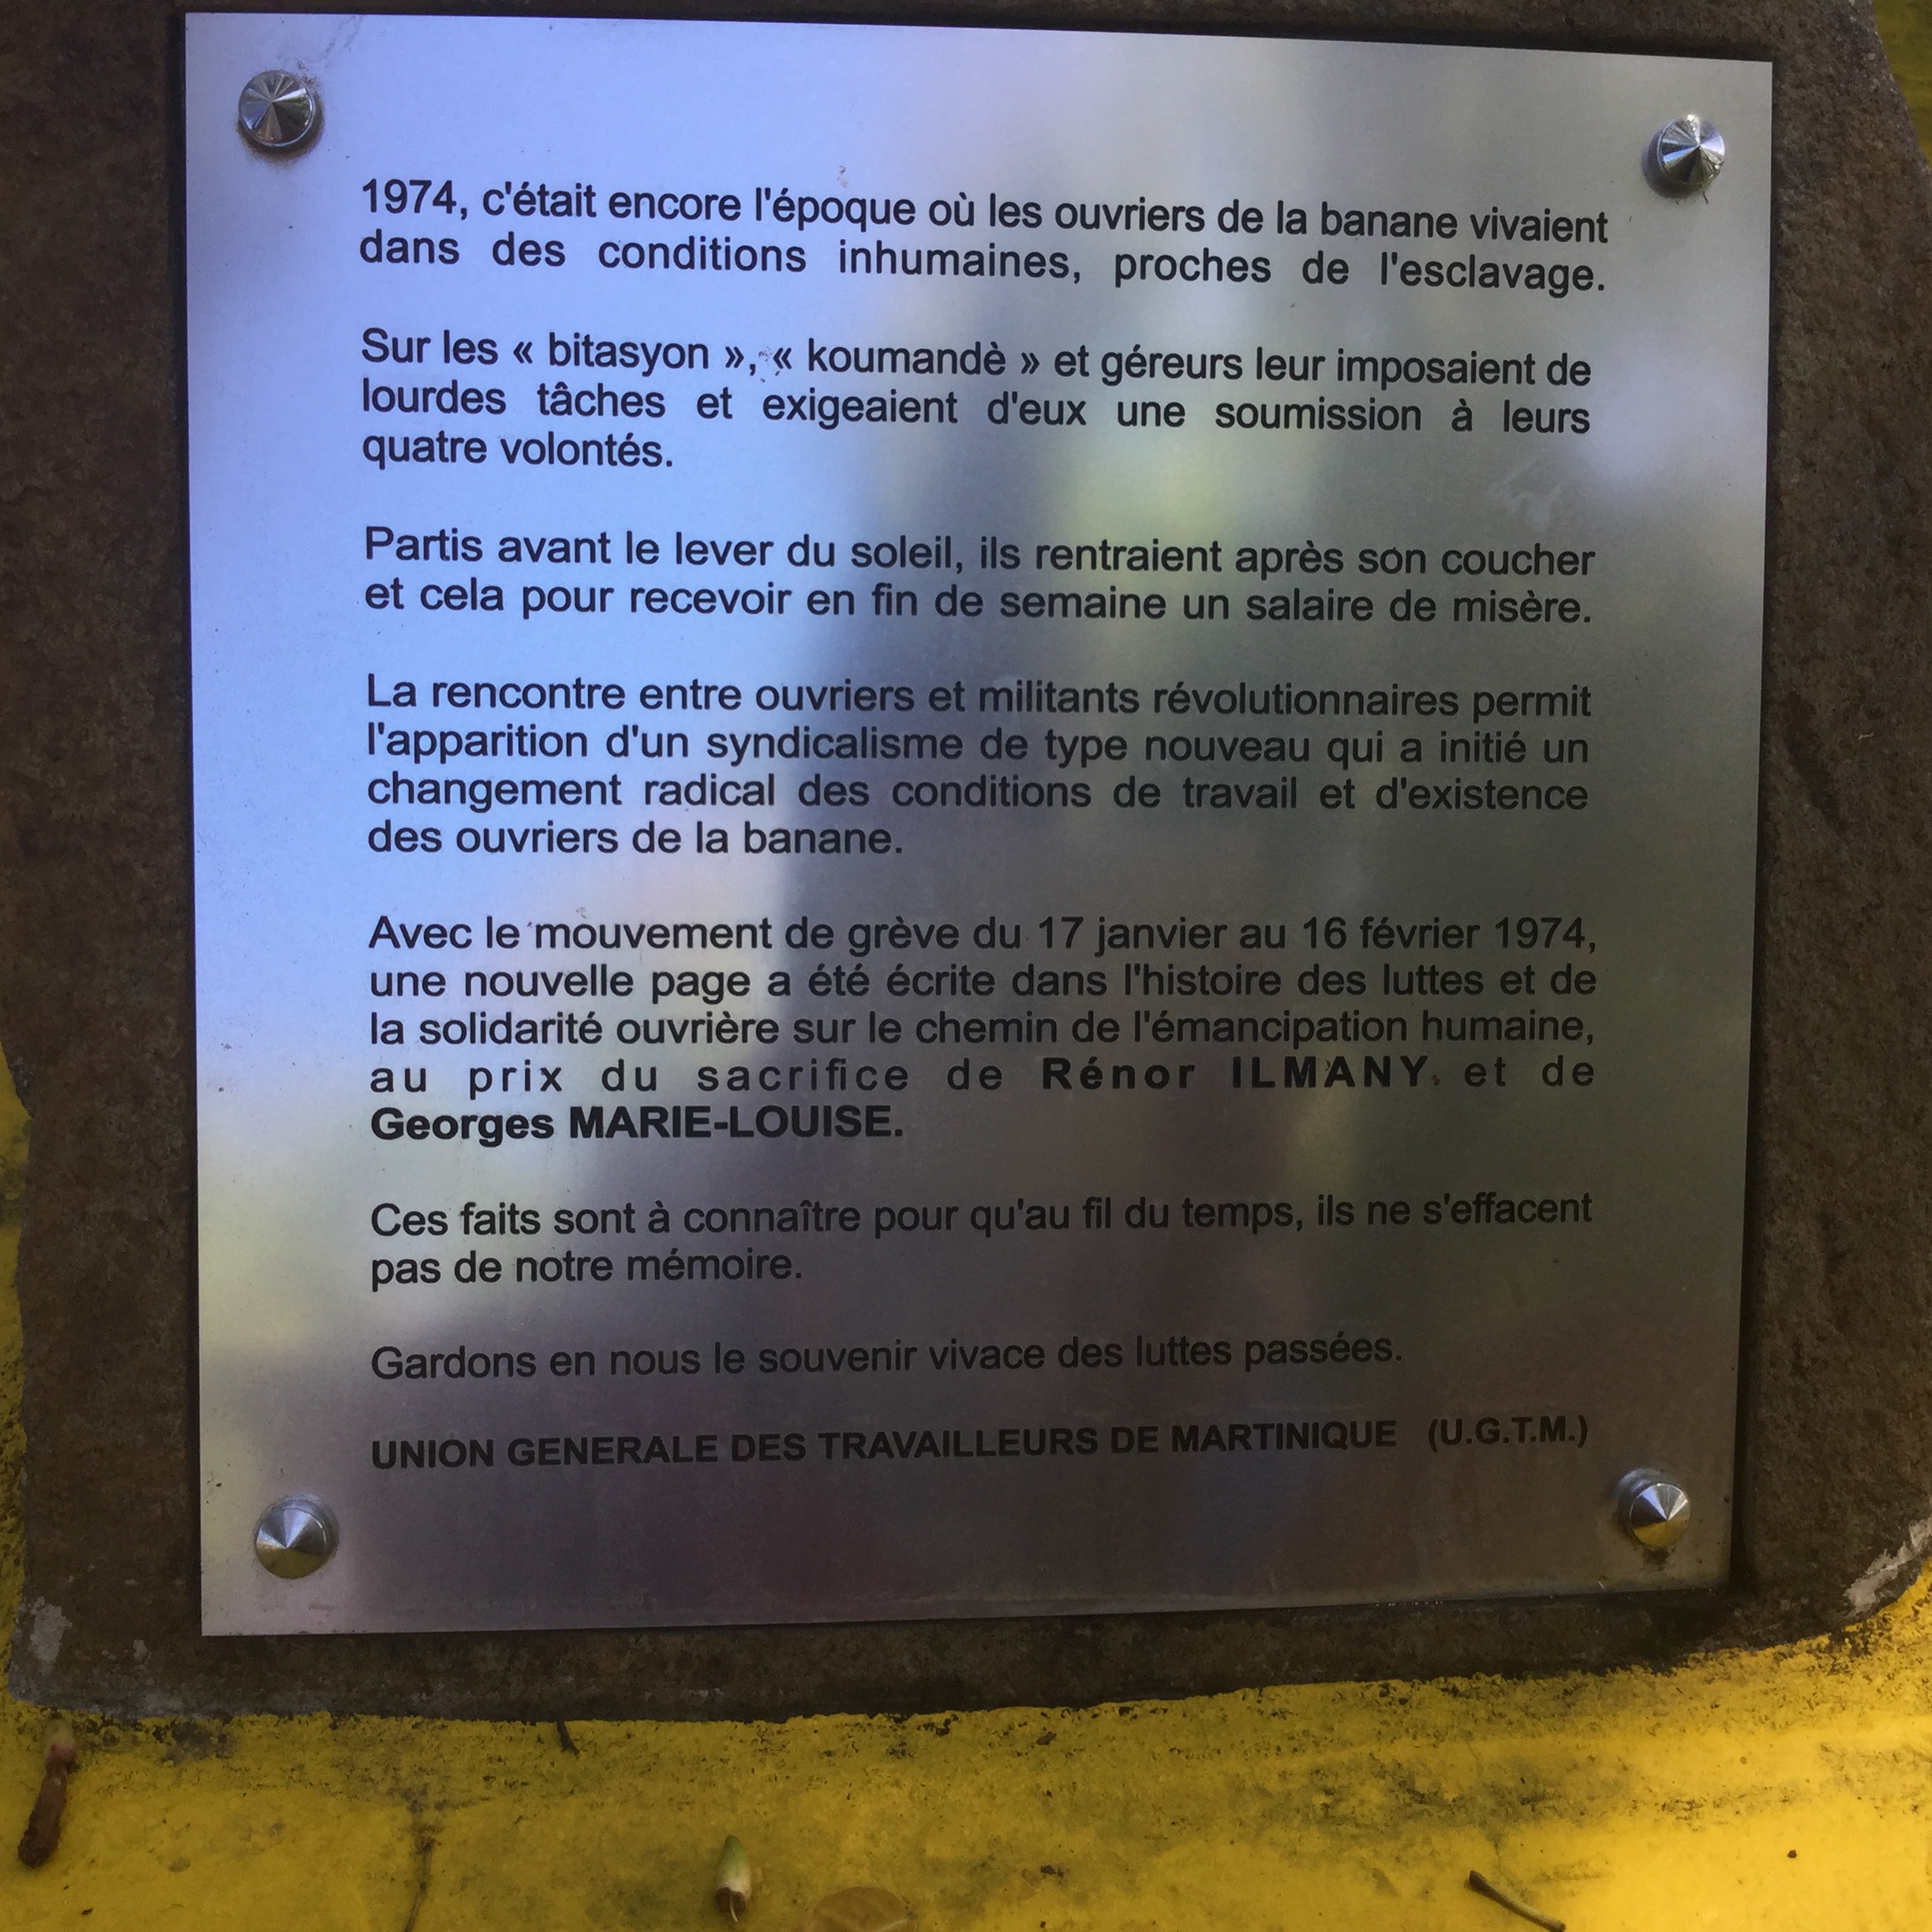 1974, c'était encore l'époque où les ouvriers de la banane vivaient
dans des conditions inhumaines, proches de l'esclavage.
Sur les « bitasyon », « koumandè » et géreurs leur imposaient de
lourdes tâches et exigeaient d'eux une soumission à leurs
quatre volontés.
Partis avant le lever du soleil, ils rentraient après son coucher
et cela pour recevoir en fin de semaine un salaire de misère.
La rencontre entre ouvriers et militants révolutionnaires permit
l'apparition d'un syndicalisme de type nouveau qui a initié un
changement radical des conditions de travail et d'existence
des ouvriers de la banane.
Avec le mouvement de grève du 17 janvier au 16 février 1974,
une nouvelle page a été écrite dans l'histoire des luttes et de
la solidarité ouvrière sur le chemin de l'émancipation humaine,
au prix du sacrifice de Rénor ILMANY et de
Georges MARIE-LOUISE.
Ces faits sont à connaître pour qu'au fil du temps, ils ne s'effacent
pas de notre mémoire.
Gardons en nous le souvenir vivace des luttes passées.
UNION GENERALE DES TRAVAILLEURS DE MARTINIQUE (U.G.T.M.)